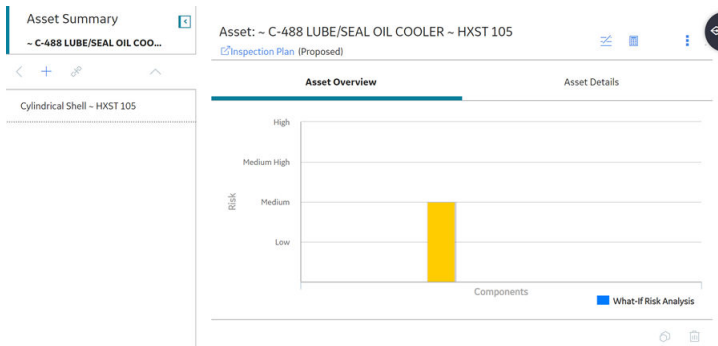 Asset Summary
~ C-488 LUBE/SEAL OIL COO...
Cylindrical Shell ~ HXST 105
Asset: ~ C-488 LUBE/SEAL OIL COOLER ~ HXST 105
Inspection Plan (Proposed)
Asset Overview
Asset Details
High
Medium High
Medium
Low
Risk
Components
What-If Risk Analysis